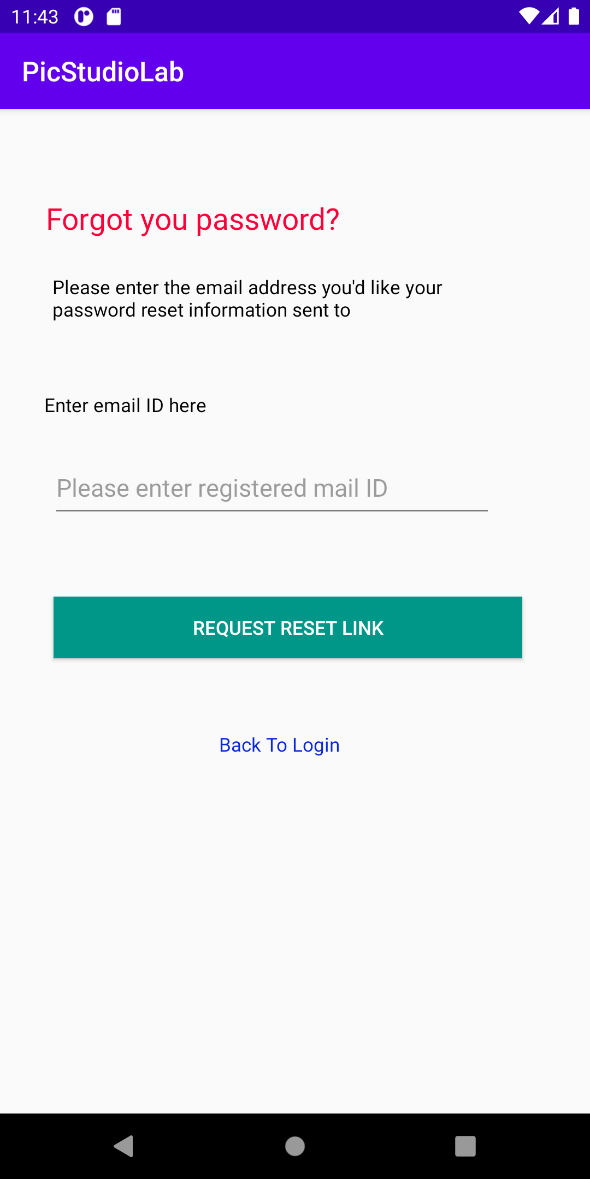 11:43
PicStudioLab
Forgot you password?
Please enter the email address you'd like your
password reset information sent to
Enter email ID here
Please enter registered mail ID
REQUEST RESET LINK
Back To Login